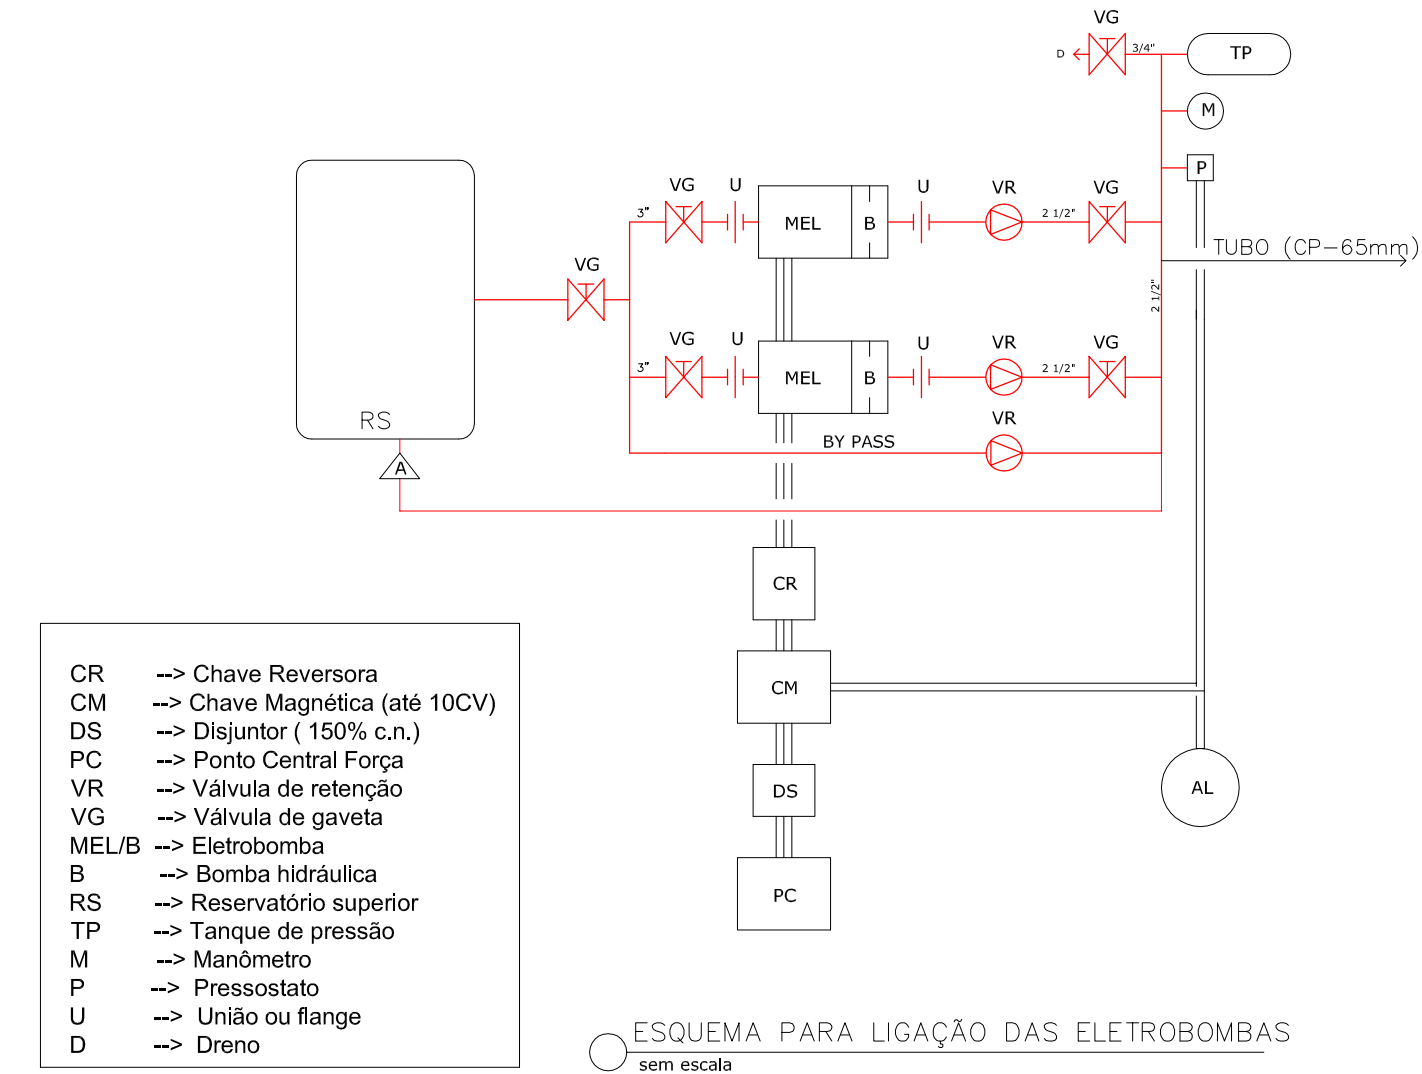 VG
D
3/4"
TP
M
P
VG
U
U
VR
VG
3"
MEL
B
2 1/2"
TUBO (CP-65mm)
VG
2 1/2"
VG
U
U
VR
VG
3"
MEL
B
2 1/2"
RS
BY PASS
VR
A
CR
CM
DS
AL
PC
CR --> Chave Reversora
CM --> Chave Magnética (até 10CV)
DS --> Disjuntor ( 150% c.n.)
PC --> Ponto Central Força
VR --> Válvula de retenção
VG --> Válvula de gaveta
MEL/B --> Eletrobomba
B --> Bomba hidráulica
RS --> Reservatório superior
TP --> Tanque de pressão
M --> Manômetro
P --> Pressostato
U --> União ou flange
D --> Dreno
ESQUEMA PARA LIGAÇÃO DAS ELETROBOMBAS
sem escala